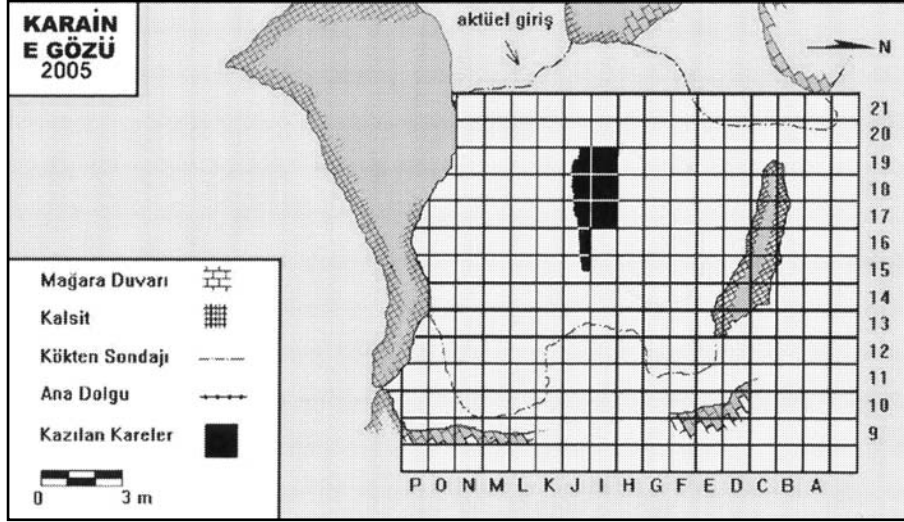 KARAİN
E GÖZÜ
2005
aktüel giriş
N
21
20
19
18
17
16
15
14
13
12
11
10
9
P O N M L K J I H G F E D C B A
Mağara Duvarı
Kalsit
Kökten Sondajı
Ana Dolgu
Kazılan Kareler
0 3 m